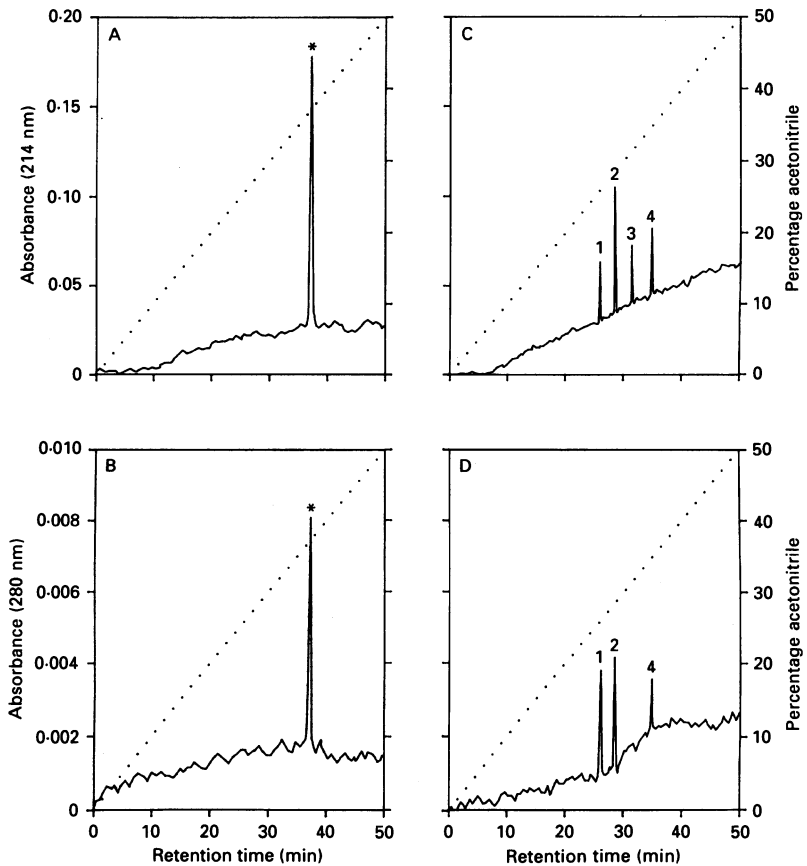 A
*
0·20
0·15
0·10
0·05
0
Absorbance (214 nm)
C
1
2
3
4
50
40
30
20
10
0
Percentage acetonitrile
B
*
0·010
0·008
0·006
0·004
0·002
0
Absorbance (280 nm)
0 10 20 30 40 50
Retention time (min)
D
1
2
4
50
40
30
20
10
0
Percentage acetonitrile
0 10 20 30 40 50
Retention time (min)